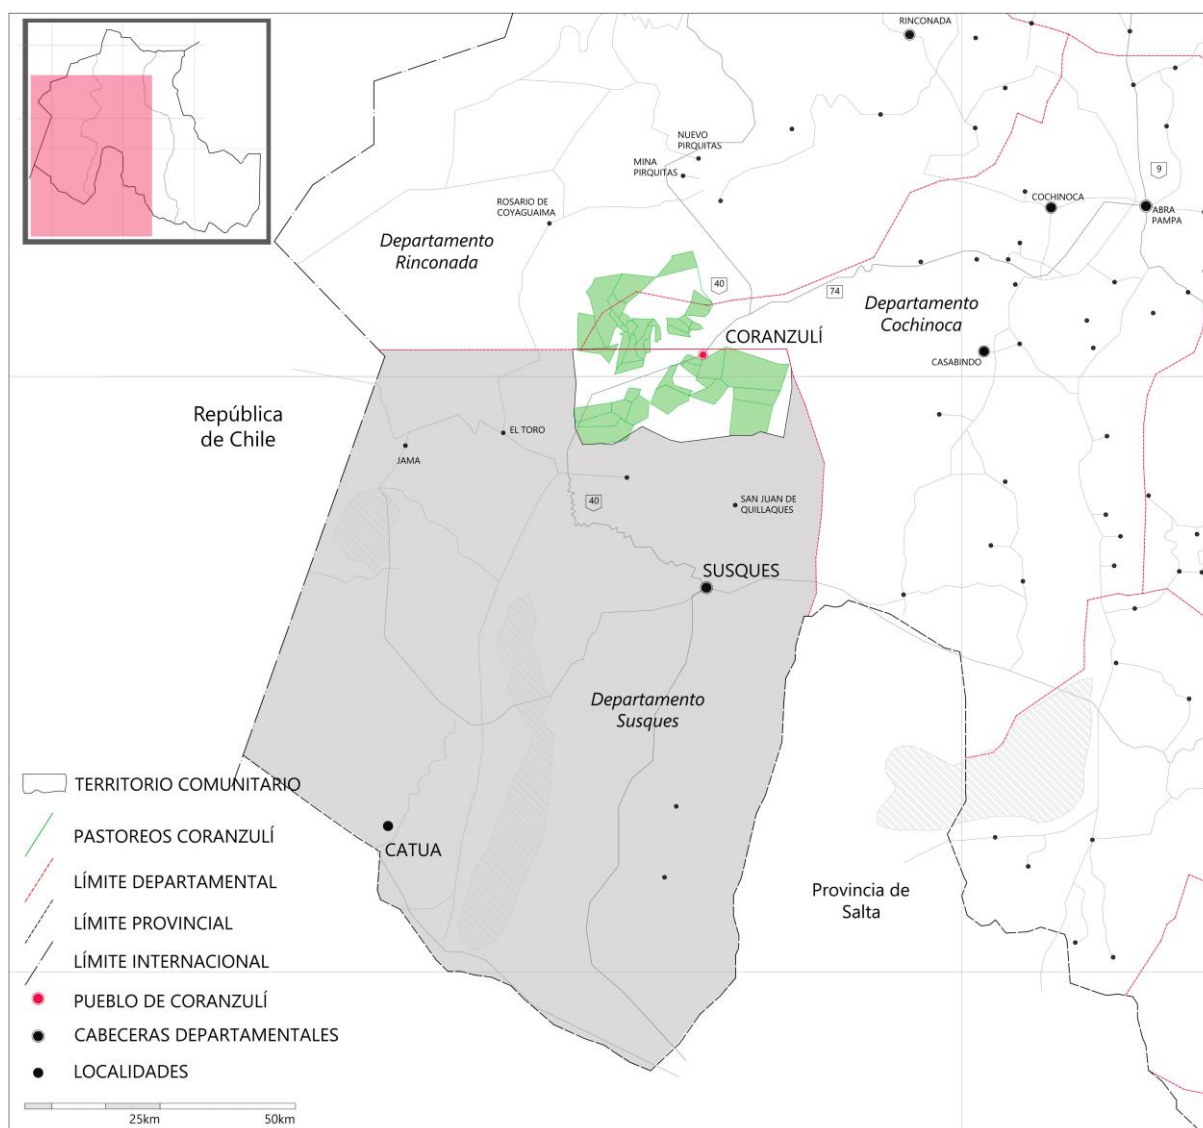 RINCONADA
NUEVO
PIRQUITAS
MINA
PIRQUITAS
9
COCHINOCA
ABRA
PAMPA
ROSARIO DE
COYAGUAIMA
Departamento
Rinconada
40
74
Departamento
Cochinoca
CORANZULÍ
CASABINDO
República
de Chile
EL TORO
JAMA
40
SAN JUAN DE
QUILLAQUES
SUSQUES
Departamento
Susques
CATUA
Provincia de
Salta
TERRITORIO COMUNITARIO
PASTOREOS CORANZULÍ
LÍMITE DEPARTAMENTAL
LÍMITE PROVINCIAL
LÍMITE INTERNACIONAL
PUEBLO DE CORANZULÍ
CABECERAS DEPARTAMENTALES
LOCALIDADES
25km
50km